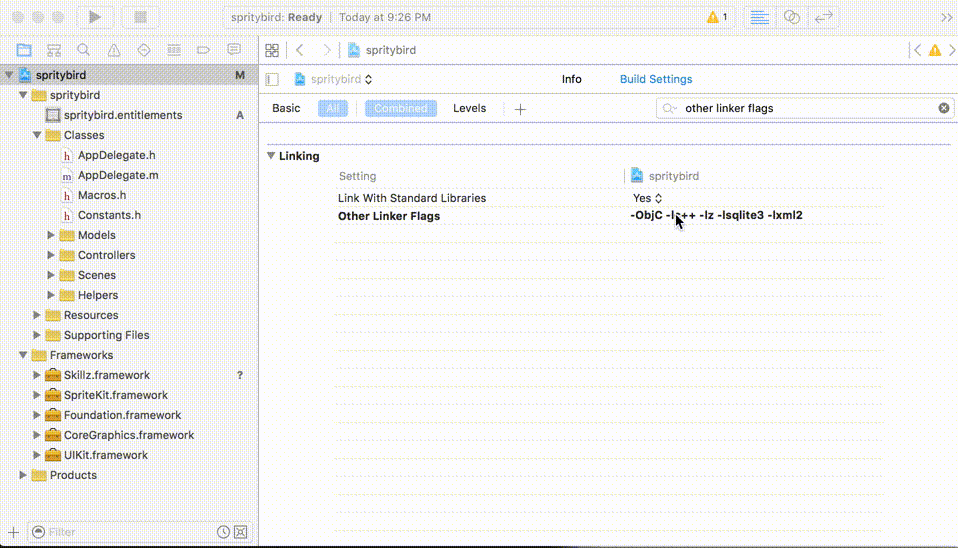 spritybird: Ready | Today at 9:26 PM
1
spritybird
spritybird M
spritybird
spritybird.entitlements A
Classes
AppDelegate.h
AppDelegate.m
Macros.h
Constants.h
Models
Controllers
Scenes
Helpers
Resources
Supporting Files
Frameworks
Skillz.framework ?
SpriteKit.framework
Foundation.framework
CoreGraphics.framework
UIKit.framework
Products
Filter
spritybird
Info
Build Settings
Basic
All
Combined
Levels
other linker flags
Linking
Setting
spritybird
Link With Standard Libraries
Yes
Other Linker Flags
-ObjC -lc++ -lz -lsqlite3 -lxml2